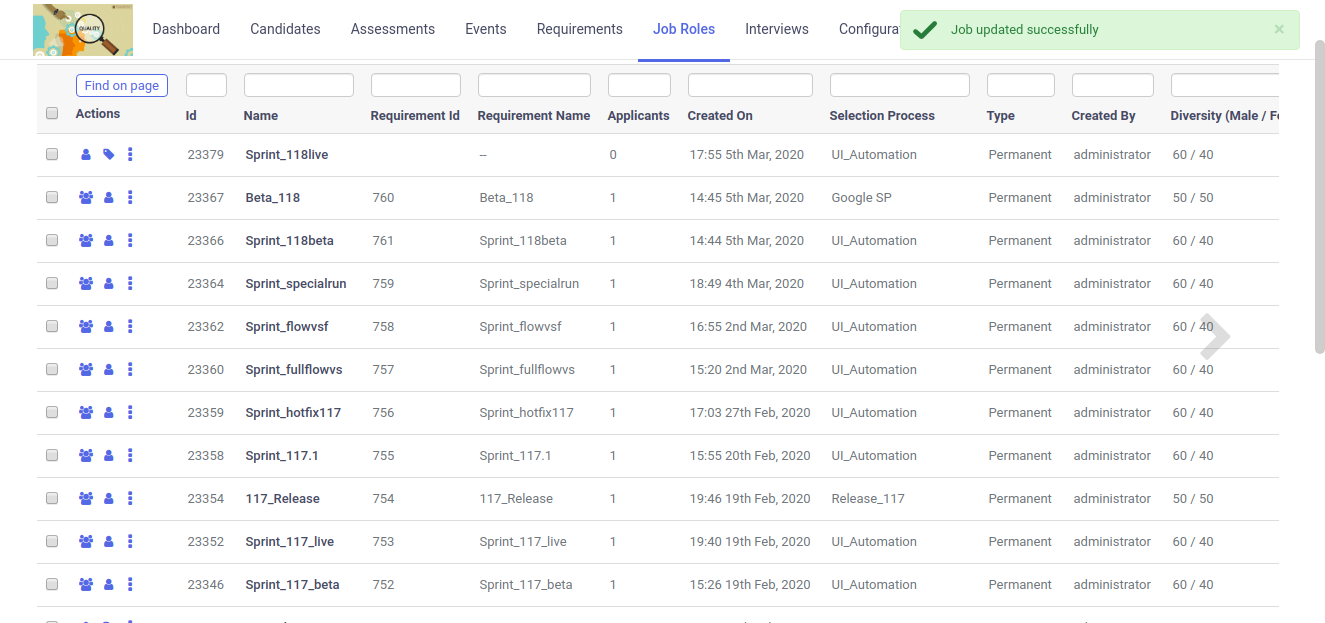 QUALITY
Dashboard Candidates Assessments Events Requirements Job Roles Interviews Configura
Job updated successfully ×
Find on page
Actions Id Name Requirement Id Requirement Name Applicants Created On Selection Process Type Created By Diversity (Male / Fe
23379 Sprint_118live -- 0 17:55 5th Mar, 2020 UI_Automation Permanent administrator 60 / 40
23367 Beta_118 760 Beta_118 1 14:45 5th Mar, 2020 Google SP Permanent administrator 50 / 50
23366 Sprint_118beta 761 Sprint_118beta 1 14:44 5th Mar, 2020 UI_Automation Permanent administrator 60 / 40
23364 Sprint_specialrun 759 Sprint_specialrun 1 18:49 4th Mar, 2020 UI_Automation Permanent administrator 60 / 40
23362 Sprint_flowvsf 758 Sprint_flowvsf 1 16:55 2nd Mar, 2020 UI_Automation Permanent administrator 60 / 40
23360 Sprint_fullflowvs 757 Sprint_fullflowvs 1 15:20 2nd Mar, 2020 UI_Automation Permanent administrator 60 / 40
23359 Sprint_hotfix117 756 Sprint_hotfix117 1 17:03 27th Feb, 2020 UI_Automation Permanent administrator 60 / 40
23358 Sprint_117.1 755 Sprint_117.1 1 15:55 20th Feb, 2020 UI_Automation Permanent administrator 60 / 40
23354 117_Release 754 117_Release 1 19:46 19th Feb, 2020 Release_117 Permanent administrator 50 / 50
23352 Sprint_117_live 753 Sprint_117_live 1 19:40 19th Feb, 2020 UI_Automation Permanent administrator 60 / 40
23346 Sprint_117_beta 752 Sprint_117_beta 1 15:26 19th Feb, 2020 UI_Automation Permanent administrator 60 / 40